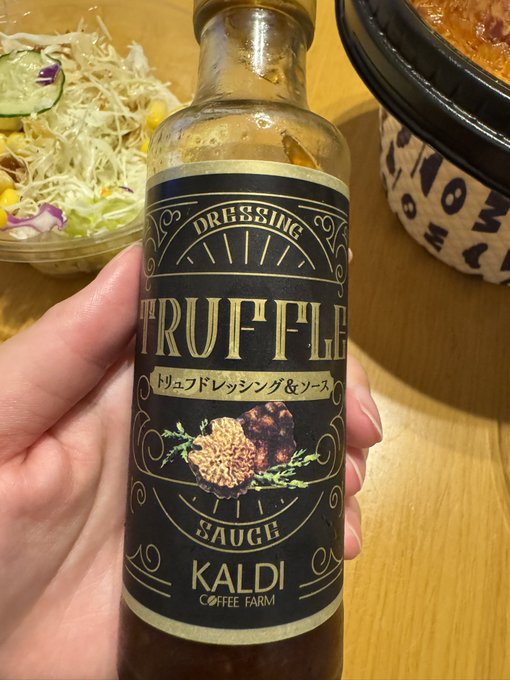 DRESSING
TRUFFLE
トリュフドレッシング&ソース
SAUCE
KALDI
COFFEE FARM